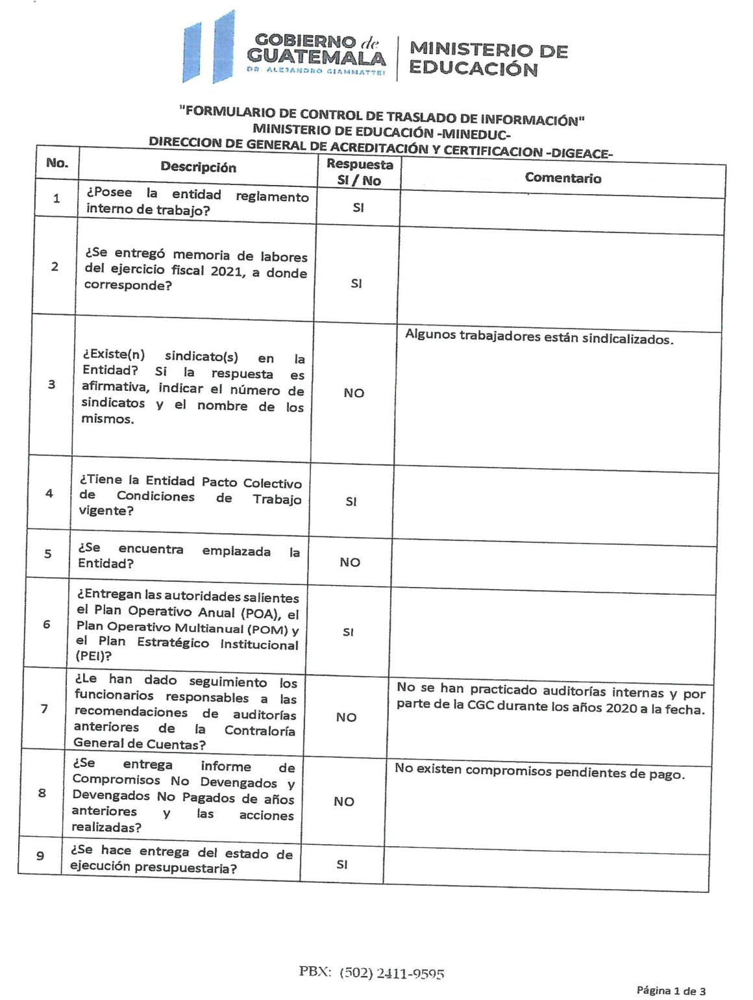 GOBIERNO de
GUATEMALA
DR. ALEJANDRO GIAMMATTEI
MINISTERIO DE
EDUCACIÓN
"FORMULARIO DE CONTROL DE TRASLADO DE INFORMACIÓN"
MINISTERIO DE EDUCACIÓN -MINEDUC-
DIRECCION DE GENERAL DE ACREDITACIÓN Y CERTIFICACION -DIGEACE-
No.
Descripción
Respuesta
SI / No
Comentario
1
¿Posee la entidad reglamento
interno de trabajo?
SI
2
¿Se entregó memoria de labores
del ejercicio fiscal 2021, a donde
corresponde?
SI
3
¿Existe(n) sindicato(s) en la
Entidad? Si la respuesta es
afirmativa, indicar el número de
sindicatos y el nombre de los
mismos.
NO
Algunos trabajadores están sindicalizados.
4
¿Tiene la Entidad Pacto Colectivo
de Condiciones de Trabajo
vigente?
SI
5
¿Se encuentra emplazada la
Entidad?
NO
6
¿Entregan las autoridades salientes
el Plan Operativo Anual (POA), el
Plan Operativo Multianual (POM) y
el Plan Estratégico Institucional
(PEI)?
SI
7
¿Le han dado seguimiento los
funcionarios responsables a las
recomendaciones de auditorías
anteriores de la Contraloría
General de Cuentas?
NO
No se han practicado auditorías internas y por
parte de la CGC durante los años 2020 a la fecha.
8
¿Se entrega informe de
Compromisos No Devengados y
Devengados No Pagados de años
anteriores y las acciones
realizadas?
NO
No existen compromisos pendientes de pago.
9
¿Se hace entrega del estado de
ejecución presupuestaria?
SI
PBX: (502) 2411-9595
Página 1 de 3